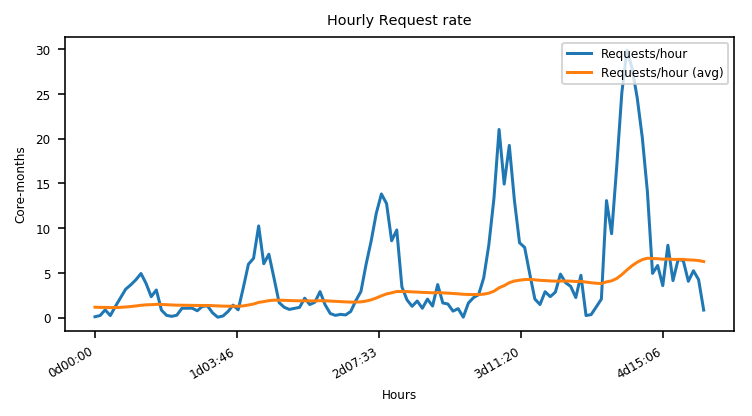 Hourly Request rate
Requests/hour
Requests/hour (avg)
Core-months
30
25
20
15
10
5
0
0d00:00
1d03:46
2d07:33
3d11:20
4d15:06
Hours